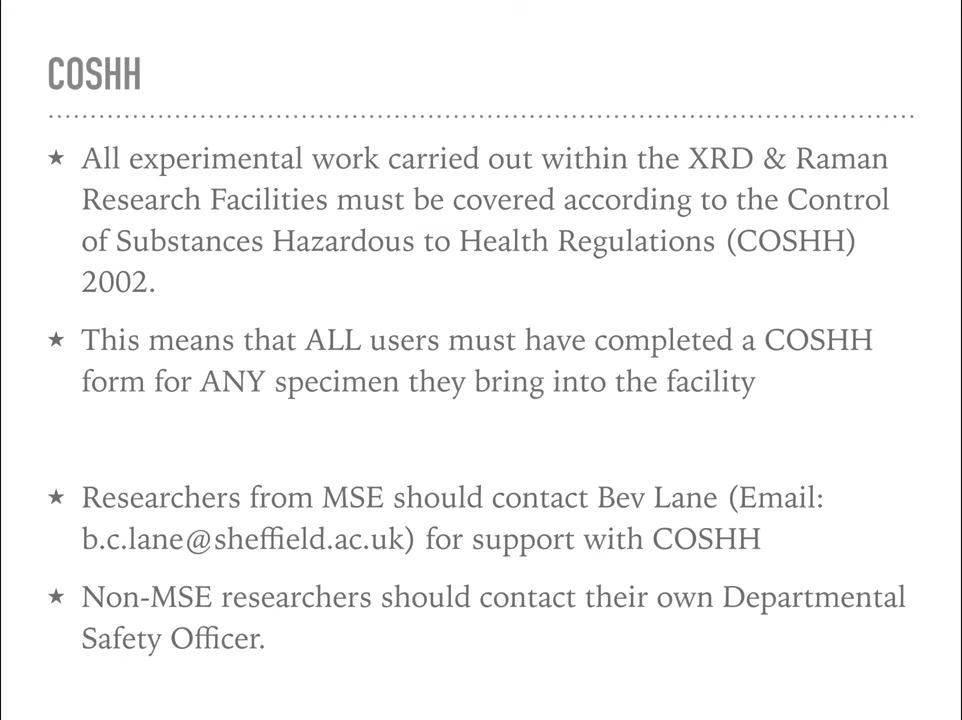 COSHH
★ All experimental work carried out within the XRD & Raman
Research Facilities must be covered according to the Control
of Substances Hazardous to Health Regulations (COSHH)
2002.
★ This means that ALL users must have completed a COSHH
form for ANY specimen they bring into the facility
★ Researchers from MSE should contact Bev Lane (Email:
b.c.lane@sheffield.ac.uk) for support with COSHH
★ Non-MSE researchers should contact their own Departmental
Safety Officer.